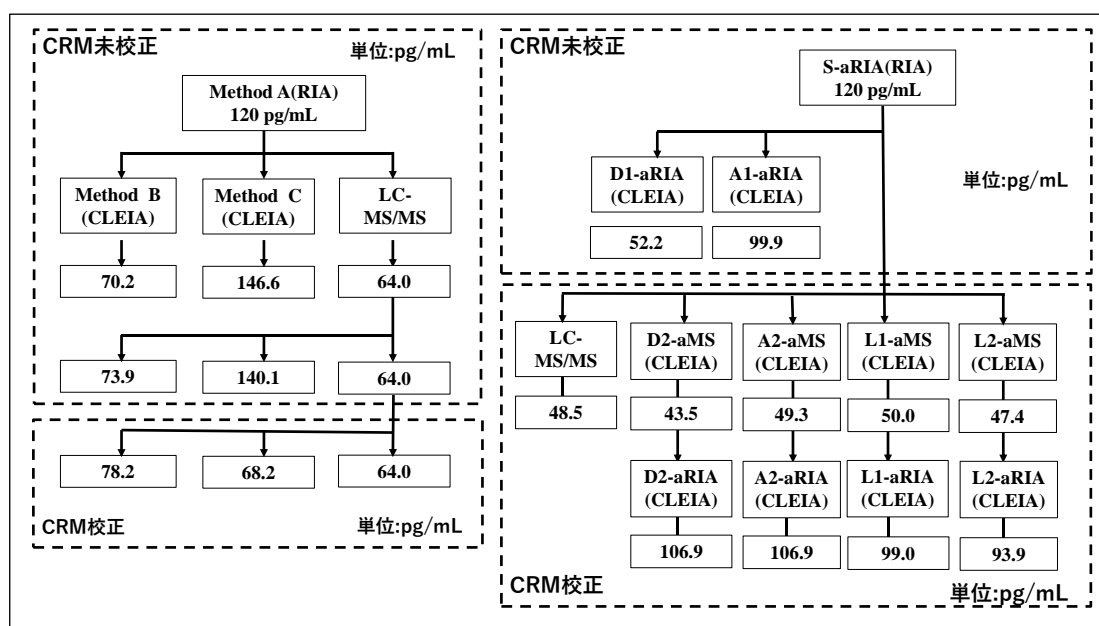 CRM未校正
単位:pg/mL
Method A(RIA)
120 pg/mL
Method B
(CLEIA)
Method C
(CLEIA)
LC-
MS/MS
70.2
146.6
64.0
73.9
140.1
64.0
78.2
68.2
64.0
CRM校正
単位:pg/mL
CRM未校正
S-aRIA(RIA)
120 pg/mL
D1-aRIA
(CLEIA)
A1-aRIA
(CLEIA)
単位:pg/mL
52.2
99.9
LC-
MS/MS
D2-aMS
(CLEIA)
A2-aMS
(CLEIA)
L1-aMS
(CLEIA)
L2-aMS
(CLEIA)
48.5
43.5
49.3
50.0
47.4
D2-aRIA
(CLEIA)
A2-aRIA
(CLEIA)
L1-aRIA
(CLEIA)
L2-aRIA
(CLEIA)
106.9
106.9
99.0
93.9
CRM校正
単位:pg/mL